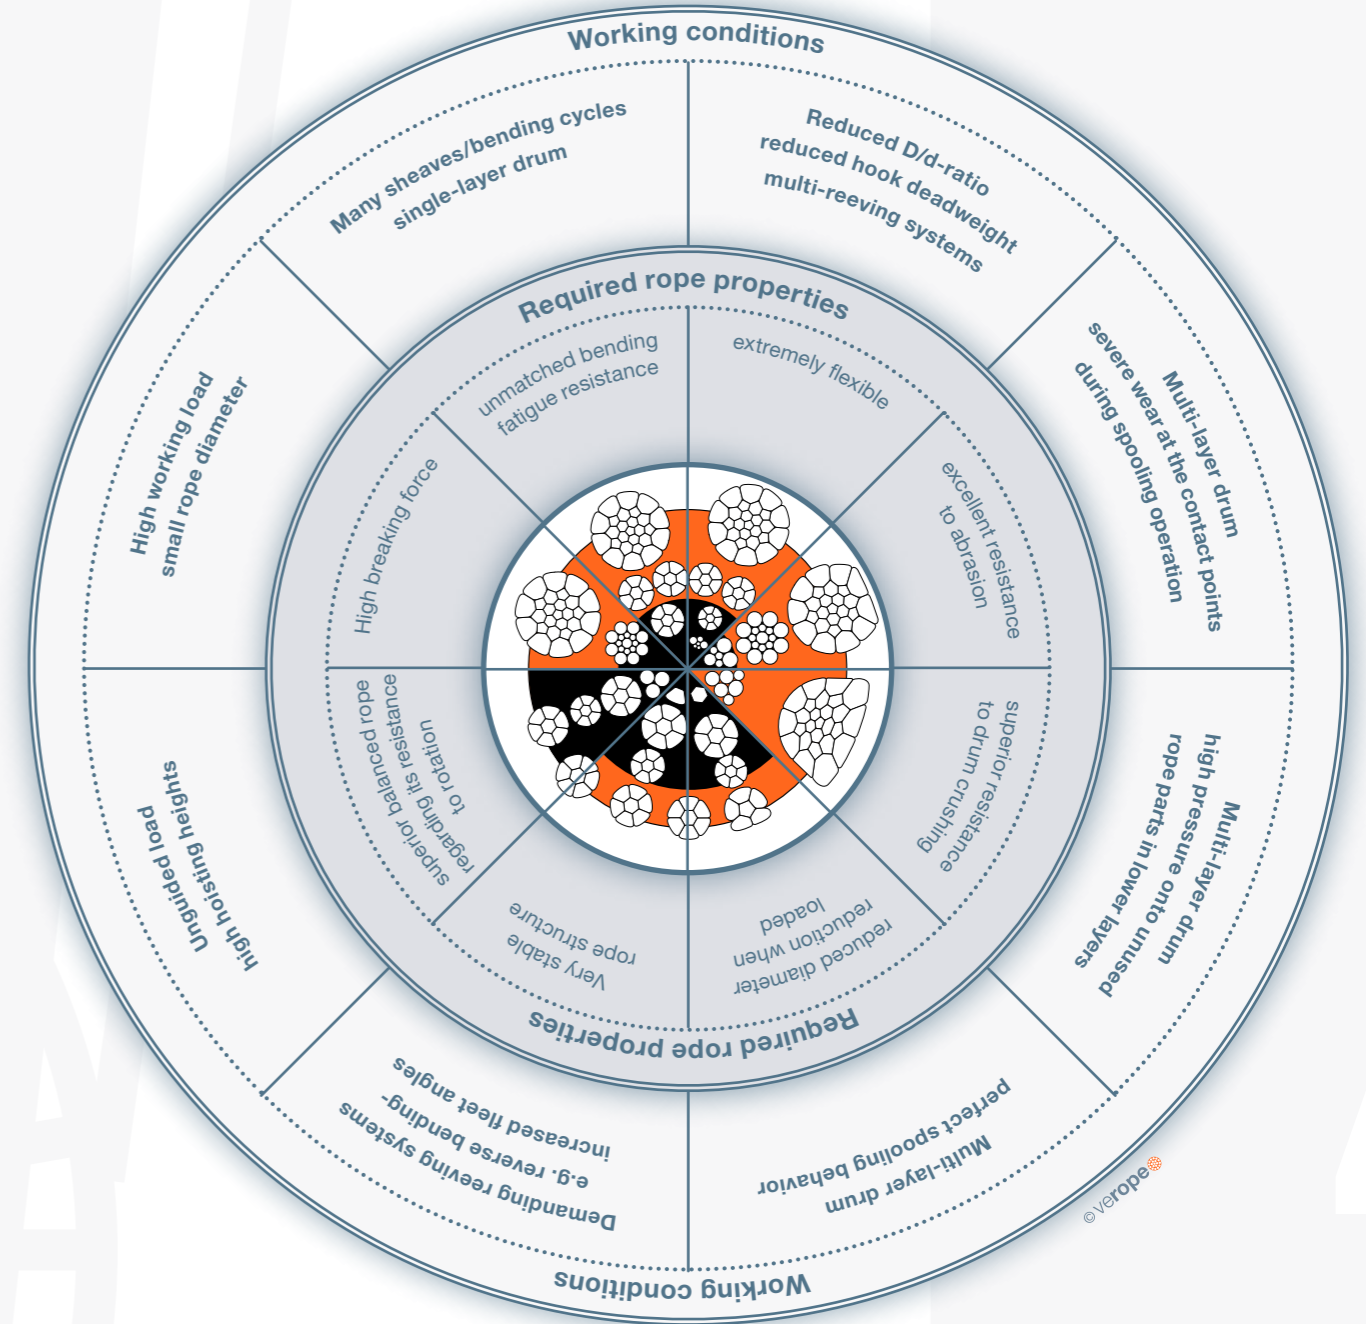 Working conditions
Many sheaves/bending cycles
single-layer drum
Reduced D/d-ratio
reduced hook deadweight
multi-reeving systems
Multi-layer drum
severe wear at the contact points
during spooling operation
Multi-layer drum
high pressure onto unused
rope parts in lower layers
Multi-layer drum
perfect spooling behavior
Demanding reeving systems
e.g. reverse bending-
increased fleet angles
Unguided load
high hoisting heights
High working load
small rope diameter
Working conditions
Required rope properties
unmatched bending
fatigue resistance
extremely flexible
excellent resistance
to abrasion
superior resistance
to drum crushing
reduced diameter
reduction when
loaded
Very stable
rope structure
superior balanced rope
regarding its resistance
to rotation
High breaking force
Required rope properties
©verope